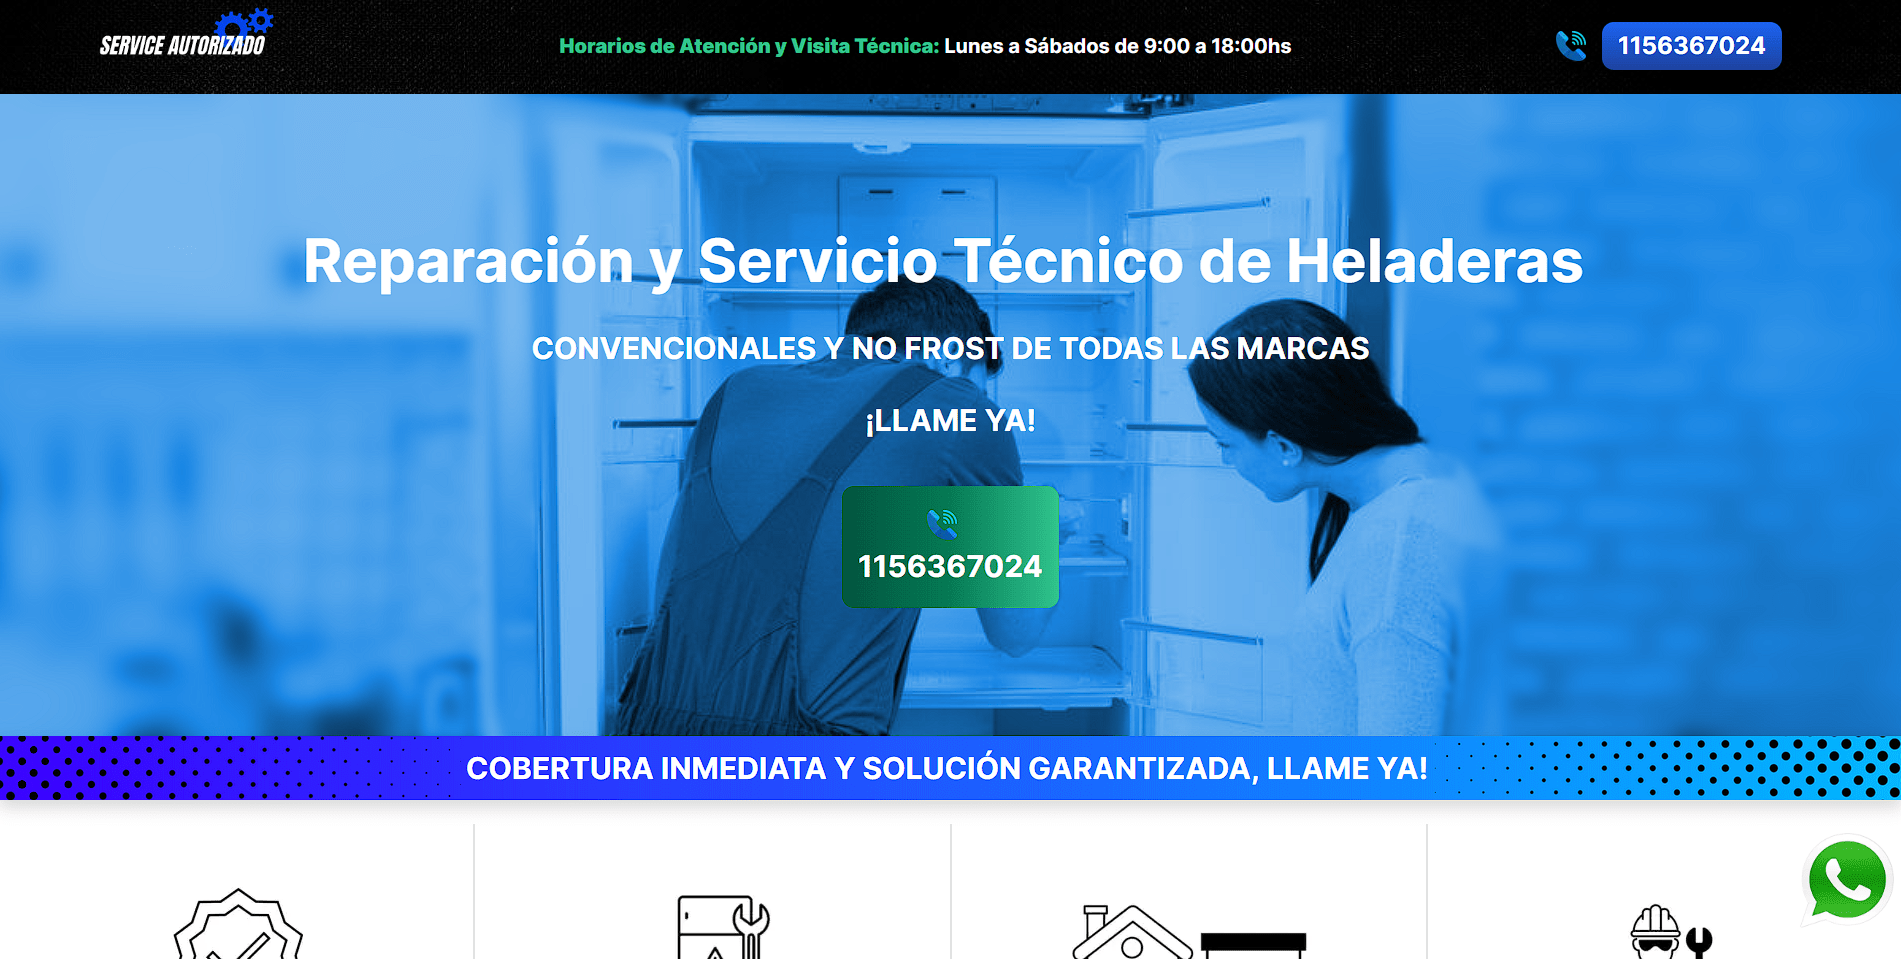 SERVICE AUTORIZADO
Horarios de Atención y Visita Técnica: Lunes a Sábados de 9:00 a 18:00hs
1156367024
Reparación y Servicio Técnico de Heladeras
CONVENCIONALES Y NO FROST DE TODAS LAS MARCAS
¡LLAME YA!
1156367024
COBERTURA INMEDIATA Y SOLUCIÓN GARANTIZADA, LLAME YA!